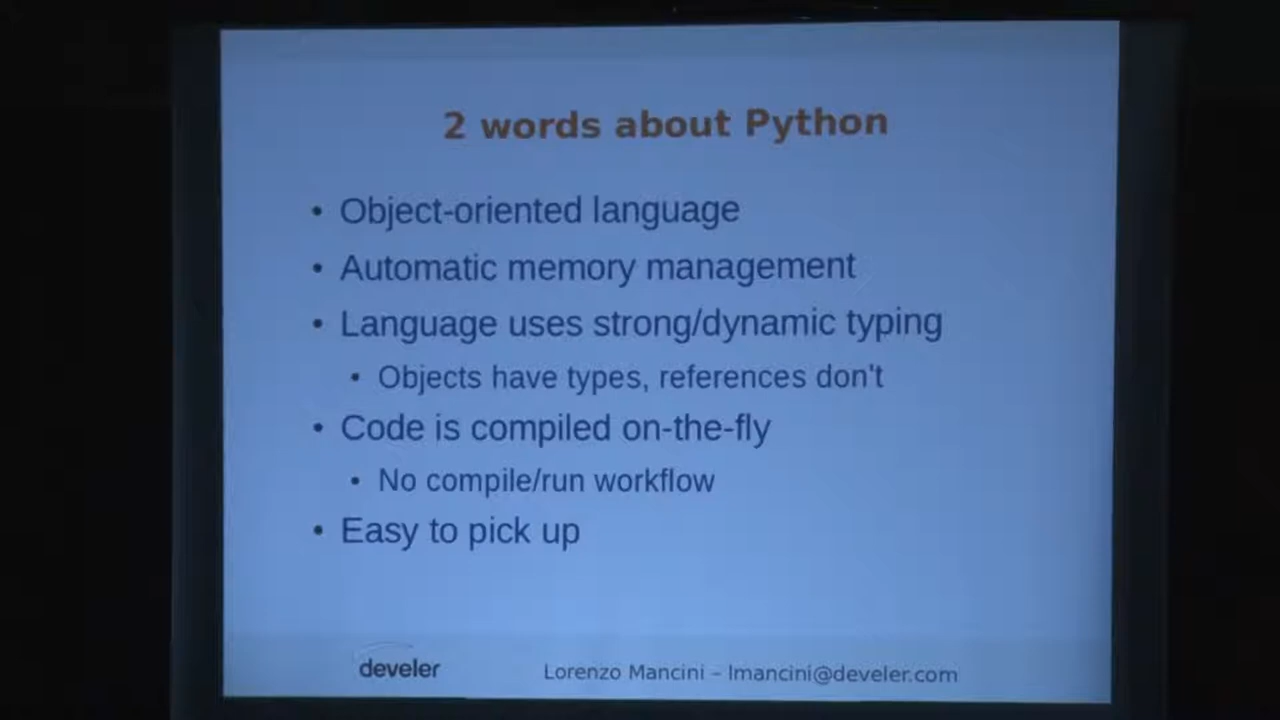 2 words about Python
• Object-oriented language
• Automatic memory management
• Language uses strong/dynamic typing
• Objects have types, references don't
• Code is compiled on-the-fly
• No compile/run workflow
• Easy to pick up
develer
Lorenzo Mancini – lmancini@develer.com